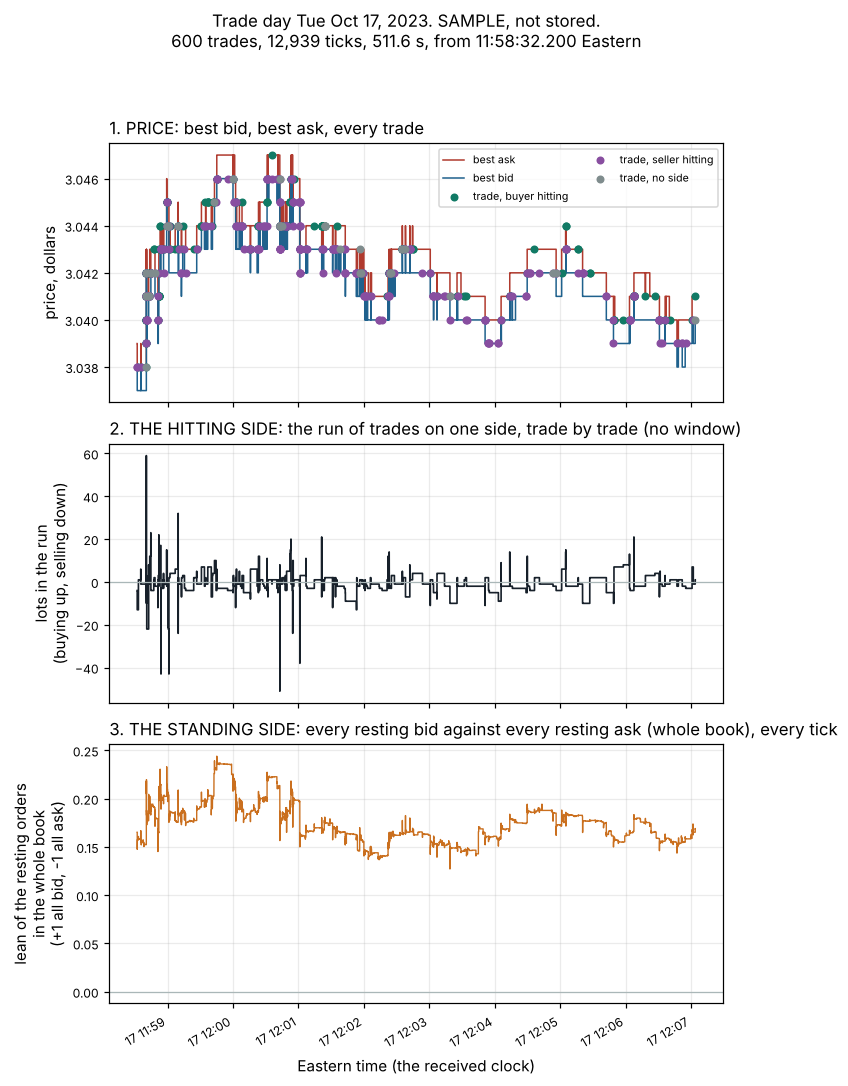 Trade day Tue Oct 17, 2023. SAMPLE, not stored.
600 trades, 12,939 ticks, 511.6 s, from 11:58:32.200 Eastern
1. PRICE: best bid, best ask, every trade
best ask
best bid
trade, buyer hitting
trade, seller hitting
trade, no side
price, dollars
3.046
3.044
3.042
3.040
3.038
2. THE HITTING SIDE: the run of trades on one side, trade by trade (no window)
lots in the run
(buying up, selling down)
60
40
20
0
−20
−40
3. THE STANDING SIDE: every resting bid against every resting ask (whole book), every tick
lean of the resting orders
in the whole book
(+1 all bid, -1 all ask)
0.25
0.20
0.15
0.10
0.05
0.00
17 11:59
17 12:00
17 12:01
17 12:02
17 12:03
17 12:04
17 12:05
17 12:06
17 12:07
Eastern time (the received clock)